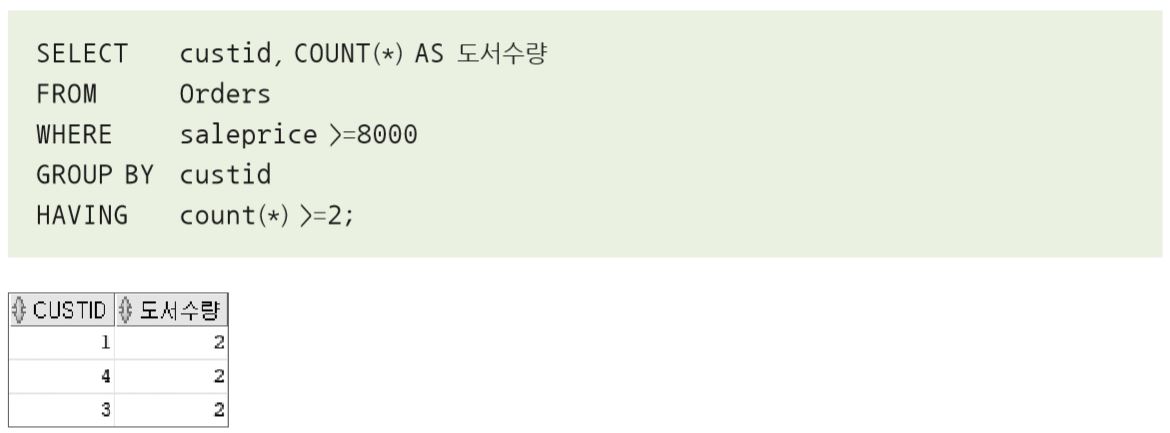 SELECT custid, COUNT(*) AS 도서수량
FROM Orders
WHERE saleprice >=8000
GROUP BY custid
HAVING count(*) >=2;
CUSTID 도서수량
1 2
4 2
3 2